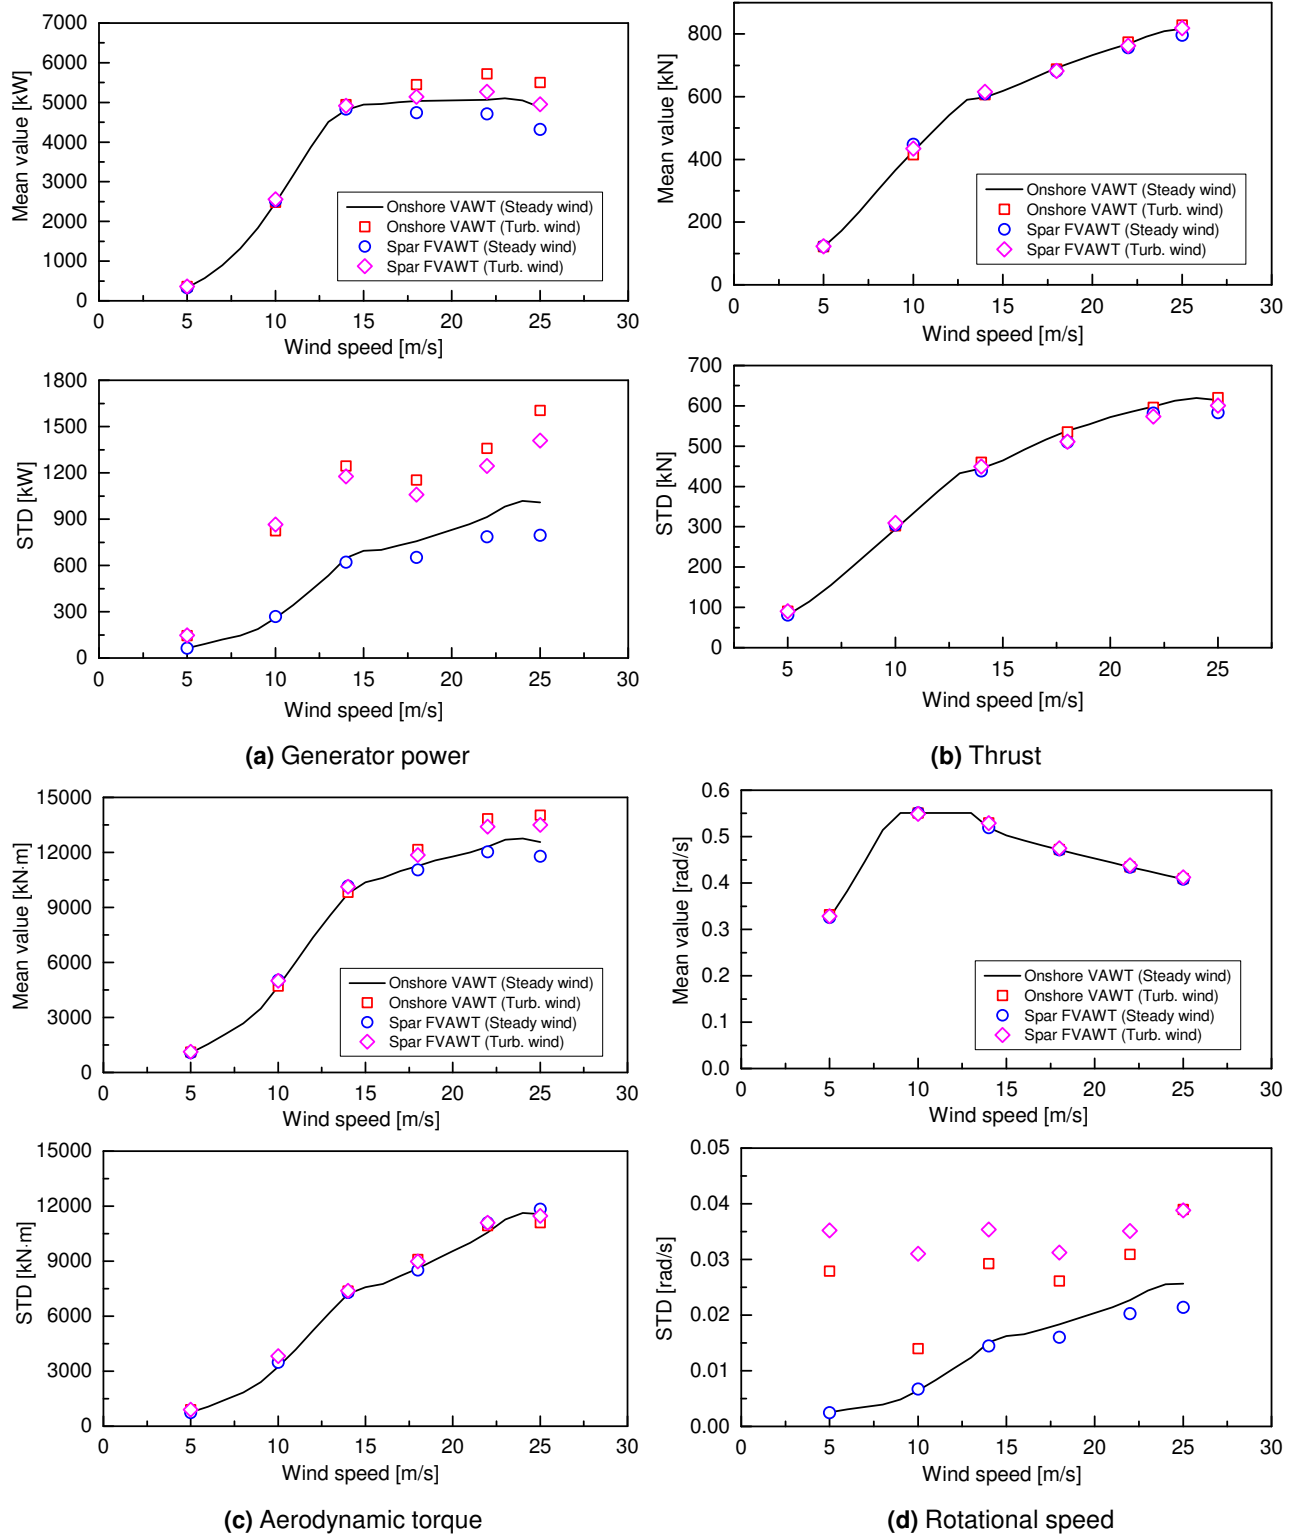 7000
6000
5000
4000
3000
2000
1000
0
Mean value [kW]
Onshore VAWT (Steady wind)
Onshore VAWT (Turb. wind)
Spar FVAWT (Steady wind)
Spar FVAWT (Turb. wind)
0 5 10 15 20 25 30
Wind speed [m/s]
1800
1500
1200
900
600
300
0
STD [kW]
0 5 10 15 20 25 30
Wind speed [m/s]
(a) Generator power
800
600
400
200
0
Mean value [kN]
Onshore VAWT (Steady wind)
Onshore VAWT (Turb. wind)
Spar FVAWT (Steady wind)
Spar FVAWT (Turb. wind)
0 5 10 15 20 25 30
Wind speed [m/s]
700
600
500
400
300
200
100
0
STD [kN]
5 10 15 20 25
Wind speed [m/s]
(b) Thrust
15000
12000
9000
6000
3000
0
Mean value [kN·m]
Onshore VAWT (Steady wind)
Onshore VAWT (Turb. wind)
Spar FVAWT (Steady wind)
Spar FVAWT (Turb. wind)
0 5 10 15 20 25 30
Wind speed [m/s]
15000
12000
9000
6000
3000
0
STD [kN·m]
0 5 10 15 20 25 30
Wind speed [m/s]
(c) Aerodynamic torque
0.6
0.5
0.4
0.3
0.2
0.1
0.0
Mean value [rad/s]
Onshore VAWT (Steady wind)
Onshore VAWT (Turb. wind)
Spar FVAWT (Steady wind)
Spar FVAWT (Turb. wind)
0 5 10 15 20 25 30
Wind speed [m/s]
0.05
0.04
0.03
0.02
0.01
0.00
STD [rad/s]
0 5 10 15 20 25 30
Wind speed [m/s]
(d) Rotational speed